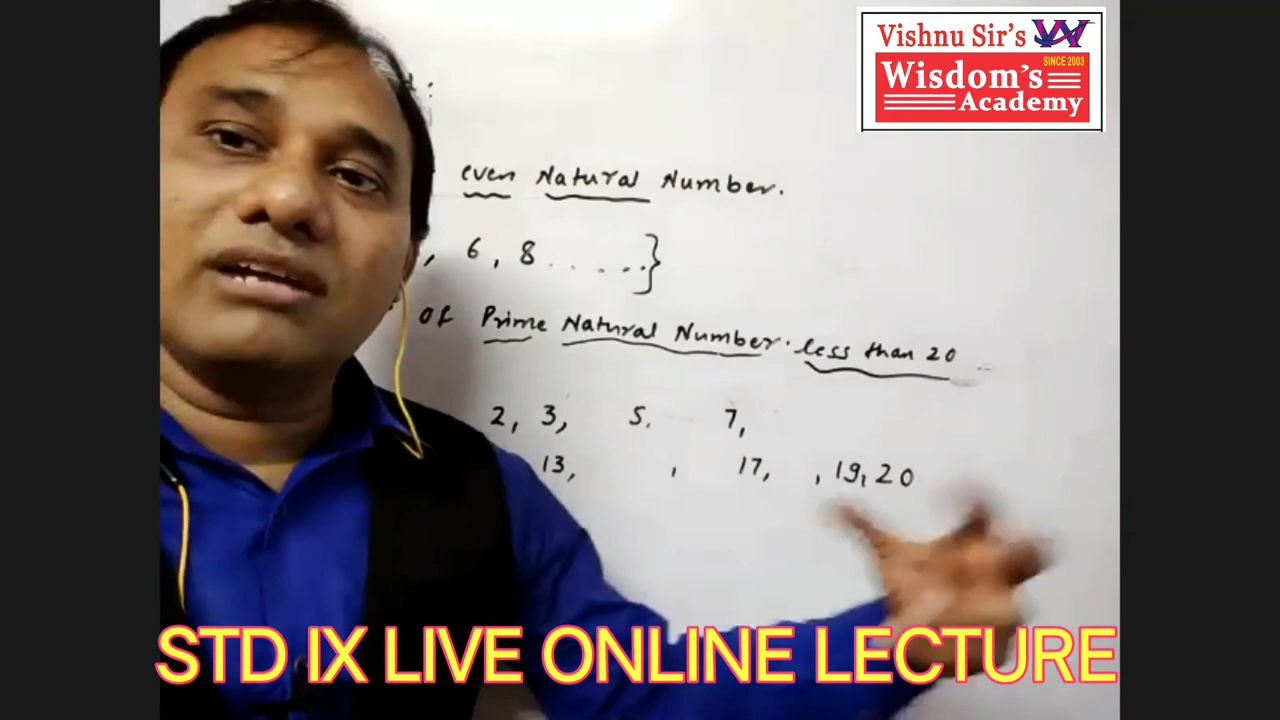 Vishnu Sir's
SINCE 2003
Wisdom's
Academy
even Natural Number.
, 6, 8 ......}
of Prime Natural Number. less than 20
2, 3, 5. 7,
13, , 17, , 19, 20
STD IX LIVE ONLINE LECTURE